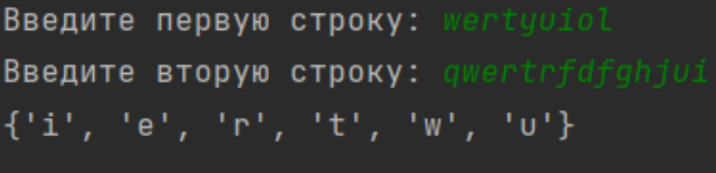 Введите первую строку: wertyuiol
Введите вторую строку: qwertrfdfghjui
{'i', 'e', 'r', 't', 'w', 'u'}